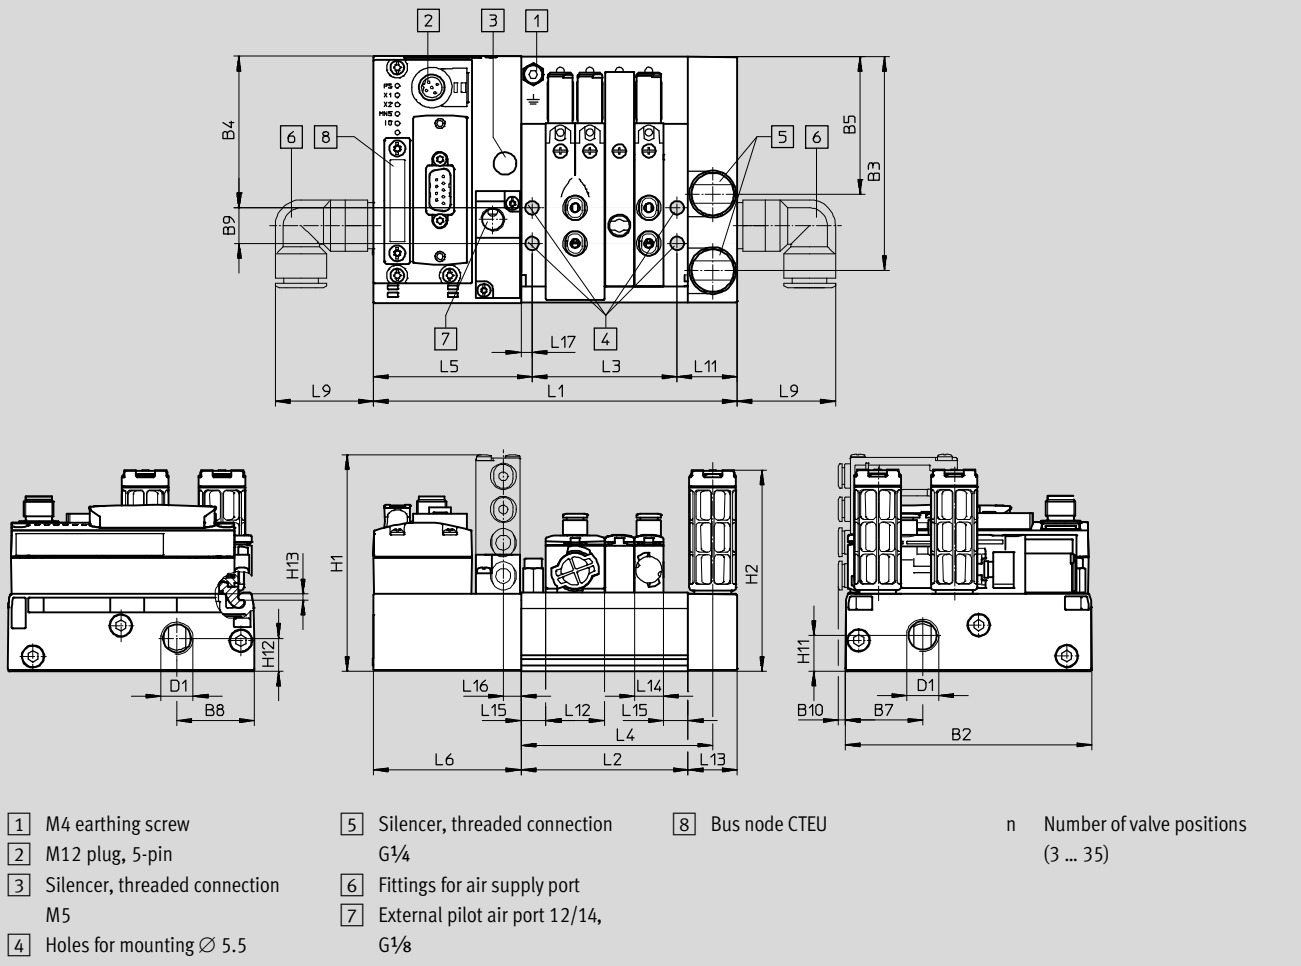 2 3 1
PS
X1
X2
MNS
IO
B4
B9
6 8
B5
B3
5 6
7 4
L17
L5 L3 L11
L9 L1 L9
H13
H12
D1
B8
H1
H2
L16 L14
L15 L12 L15
L4
L6 L2 L13
H11
D1
B10 B7
B2
1 M4 earthing screw
2 M12 plug, 5-pin
3 Silencer, threaded connection
M5
4 Holes for mounting ∅ 5.5
5 Silencer, threaded connection
G¼
6 Fittings for air supply port
7 External pilot air port 12/14,
G⅛
8 Bus node CTEU
n Number of valve positions
(3 … 35)